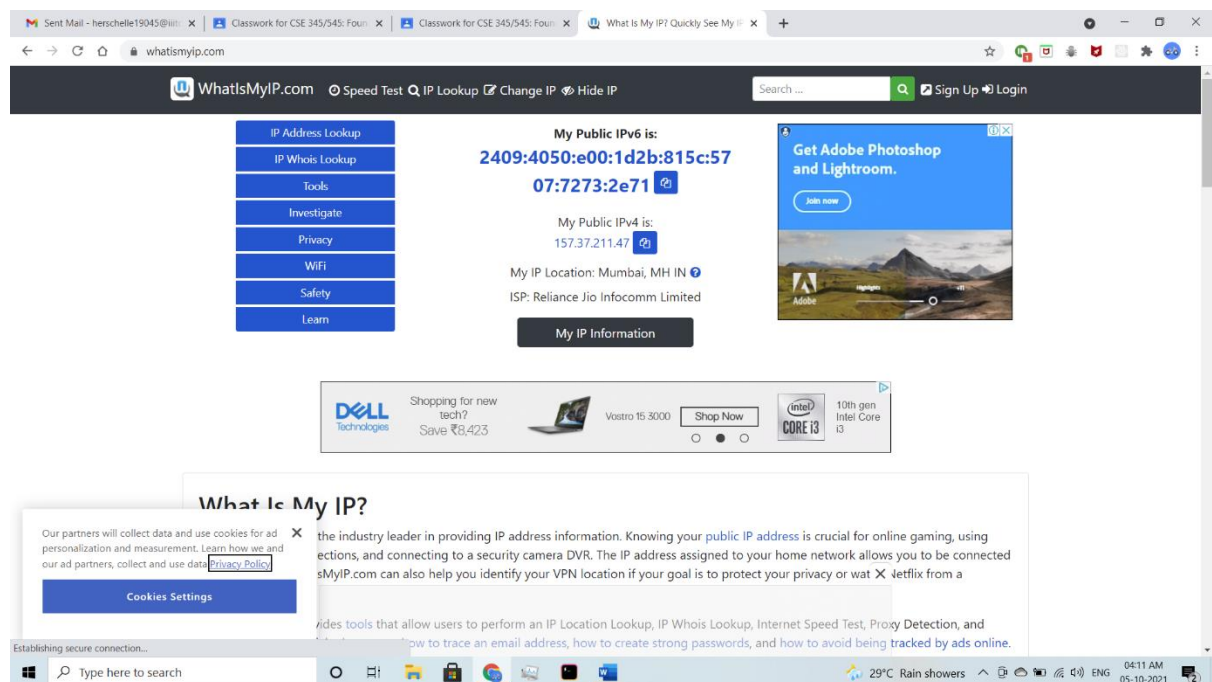 Sent Mail - herschelle19045@iiit
Classwork for CSE 345/545: Foun
Classwork for CSE 345/545: Foun
What Is My IP? Quickly See My IP
whatismyip.com
WhatIsMyIP.com Speed Test IP Lookup Change IP Hide IP Search ... Sign Up Login
IP Address Lookup
IP Whois Lookup
Tools
Investigate
Privacy
WiFi
Safety
Learn
My Public IPv6 is:
2409:4050:e00:1d2b:815c:57
07:7273:2e71
My Public IPv4 is:
157.37.211.47
My IP Location: Mumbai, MH IN
ISP: Reliance Jio Infocomm Limited
My IP Information
Get Adobe Photoshop
and Lightroom.
Join now
Highlights
Adobe
DELL
Technologies
Shopping for new
tech?
Save ₹8,423
Vostro 15 3000
Shop Now
intel
CORE i3
10th gen
Intel Core
i3
What Is My IP?
the industry leader in providing IP address information. Knowing your public IP address is crucial for online gaming, using
ections, and connecting to a security camera DVR. The IP address assigned to your home network allows you to be connected
sMyIP.com can also help you identify your VPN location if your goal is to protect your privacy or wat Netflix from a
vides tools that allow users to perform an IP Location Lookup, IP Whois Lookup, Internet Speed Test, Proxy Detection, and
ow to trace an email address, how to create strong passwords, and how to avoid being tracked by ads online.
Our partners will collect data and use cookies for ad
personalization and measurement. Learn how we and
our ad partners, collect and use data Privacy Policy
Cookies Settings
Establishing secure connection...
Type here to search
29°C Rain showers
ENG
04:11 AM
05-10-2021